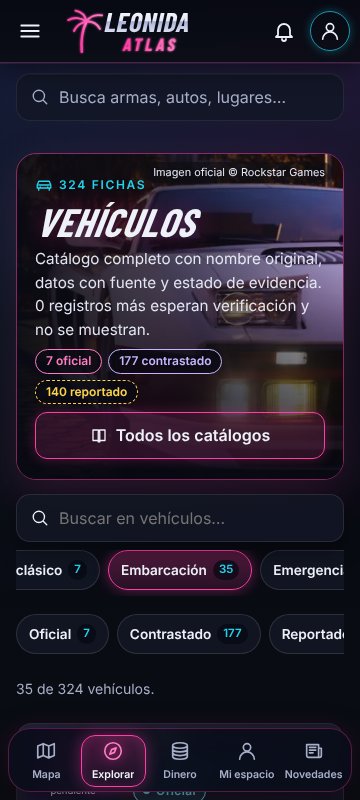 LEONIDA
ATLAS
Busca armas, autos, lugares...
Imagen oficial © Rockstar Games
324 FICHAS
VEHÍCULOS
Catálogo completo con nombre original,
datos con fuente y estado de evidencia.
0 registros más esperan verificación y
no se muestran.
7 oficial 177 contrastado
140 reportado
Todos los catálogos
Buscar en vehículos...
clásico 7 Embarcación 35
Oficial 7 Contrastado 177
35 de 324 vehículos.
Mapa Explorar Dinero Mi espacio Novedades